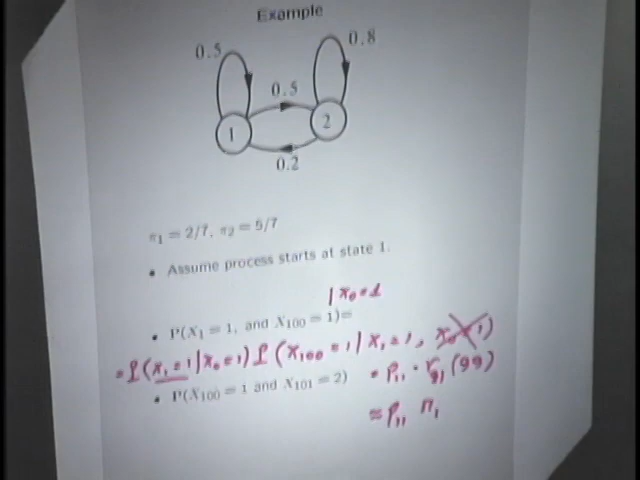 Example
0.5
0.8
0.5
1
2
0.2
π₁ = 2/7, π₂ = 5/7
• Assume process starts at state 1.
| X₀ = 1
• P(X₁ = 1, and X₁₀₀ = 1) =
= P(X₁ = 1 | X₀ = 1) P(X₁₀₀ = 1 | X₁ = 1, X₀ = 1)
= P₁₁ · r₁₁(99)
• P(X₁₀₀ = 1 and X₁₀₁ = 2)
≈ P₁₁ π₁